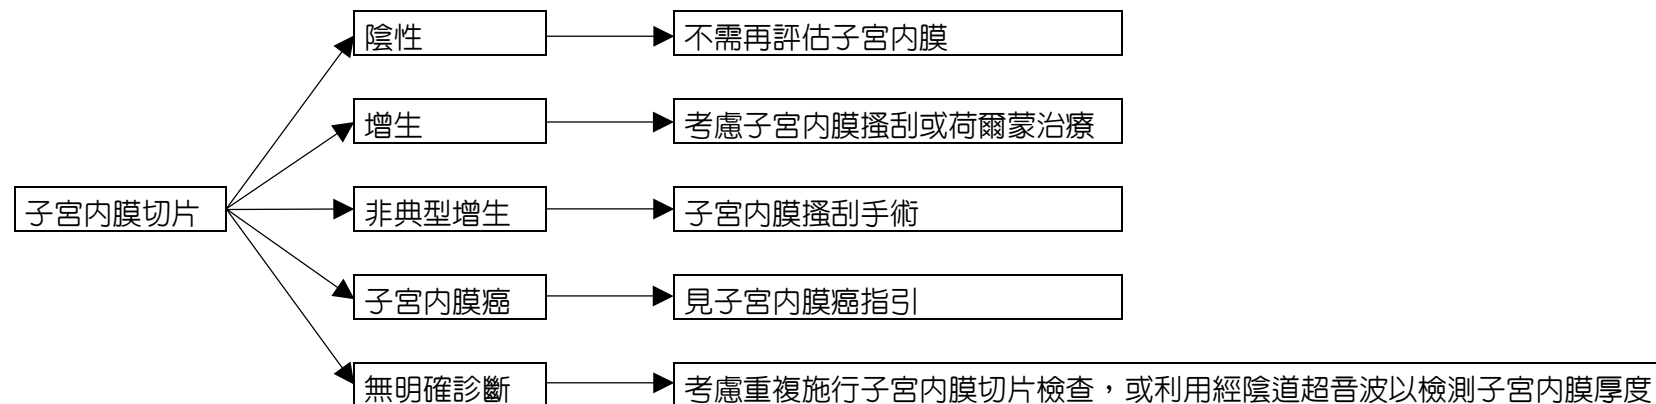 陰性
不需再評估子宮內膜
增生
考慮子宮內膜搔刮或荷爾蒙治療
子宮內膜切片
非典型增生
子宮內膜搔刮手術
子宮內膜癌
見子宮內膜癌指引
無明確診斷
考慮重複施行子宮內膜切片檢查，或利用經陰道超音波以檢測子宮內膜厚度